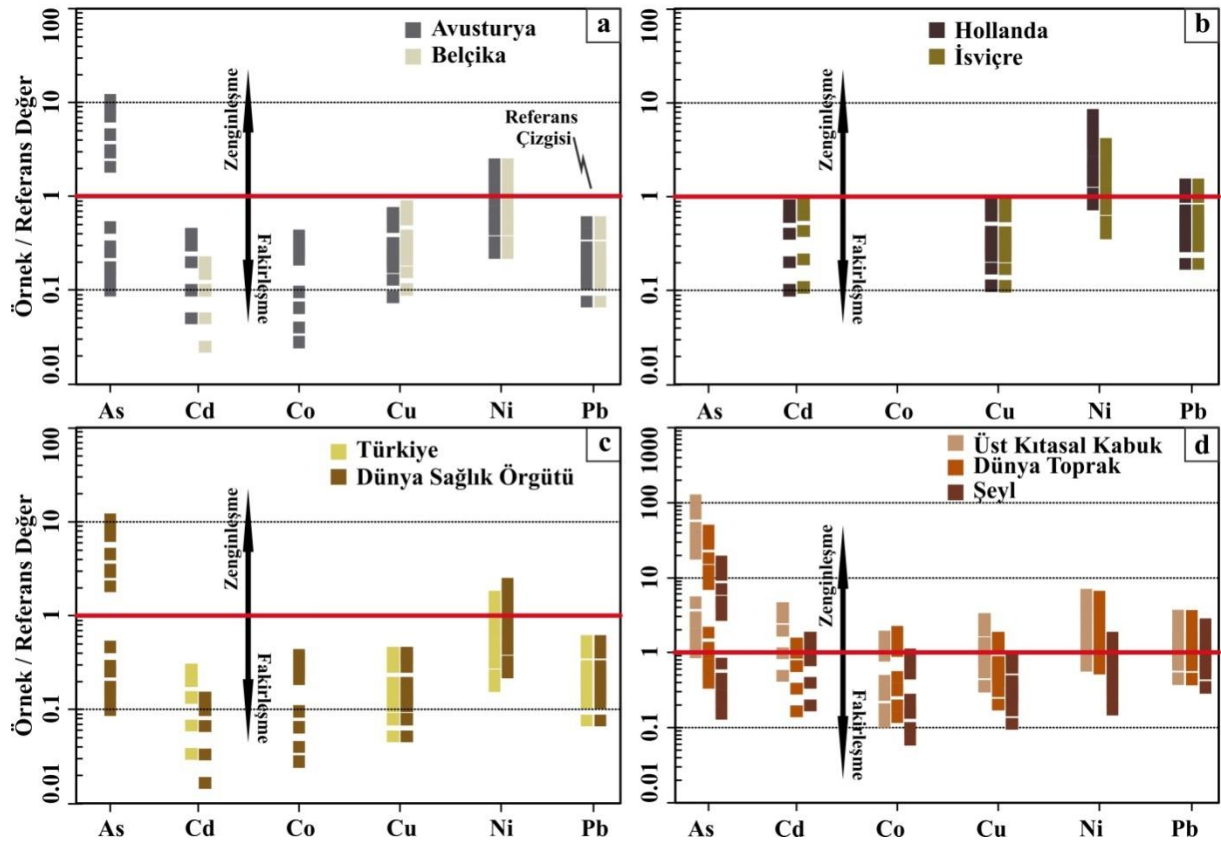 Örnek / Referans Değer
100
10
1
0.1
0.01
a
Avusturya
Belçika
Zenginleşme
Fakirleşme
Referans
Çizgisi
As Cd Co Cu Ni Pb
100
10
1
0.1
0.01
b
Hollanda
İsviçre
Zenginleşme
Fakirleşme
As Cd Co Cu Ni Pb
Örnek / Referans Değer
100
10
1
0.1
0.01
c
Türkiye
Dünya Sağlık Örgütü
Zenginleşme
Fakirleşme
As Cd Co Cu Ni Pb
1000
100
10
1
0.1
0.01
d
Üst Kıtasal Kabuk
Dünya Toprak
Şeyl
Zenginleşme
Fakirleşme
As Cd Co Cu Ni Pb